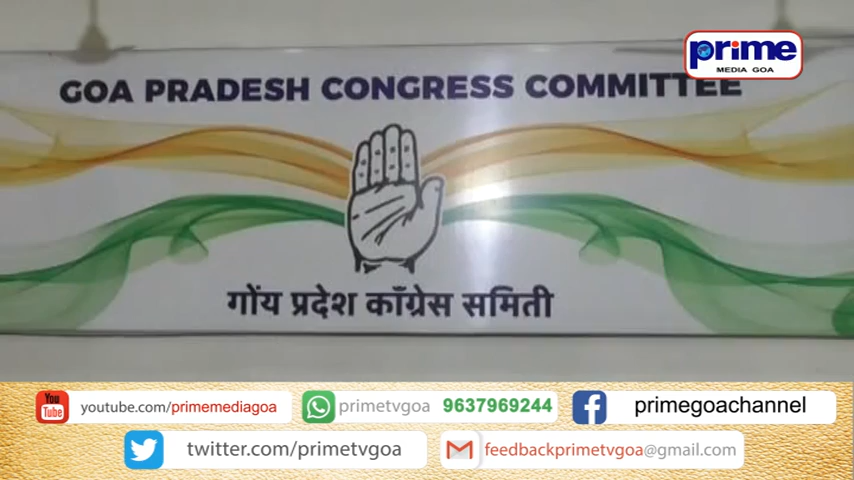 prime
MEDIA GOA
GOA PRADESH CONGRESS COMMITTEE
गोंय प्रदेश काँग्रेस समिती
You Tube youtube.com/primemediagoa primetvgoa 9637969244 primegoachannel
twitter.com/primetvgoa feedbackprimetvgoa@gmail.com